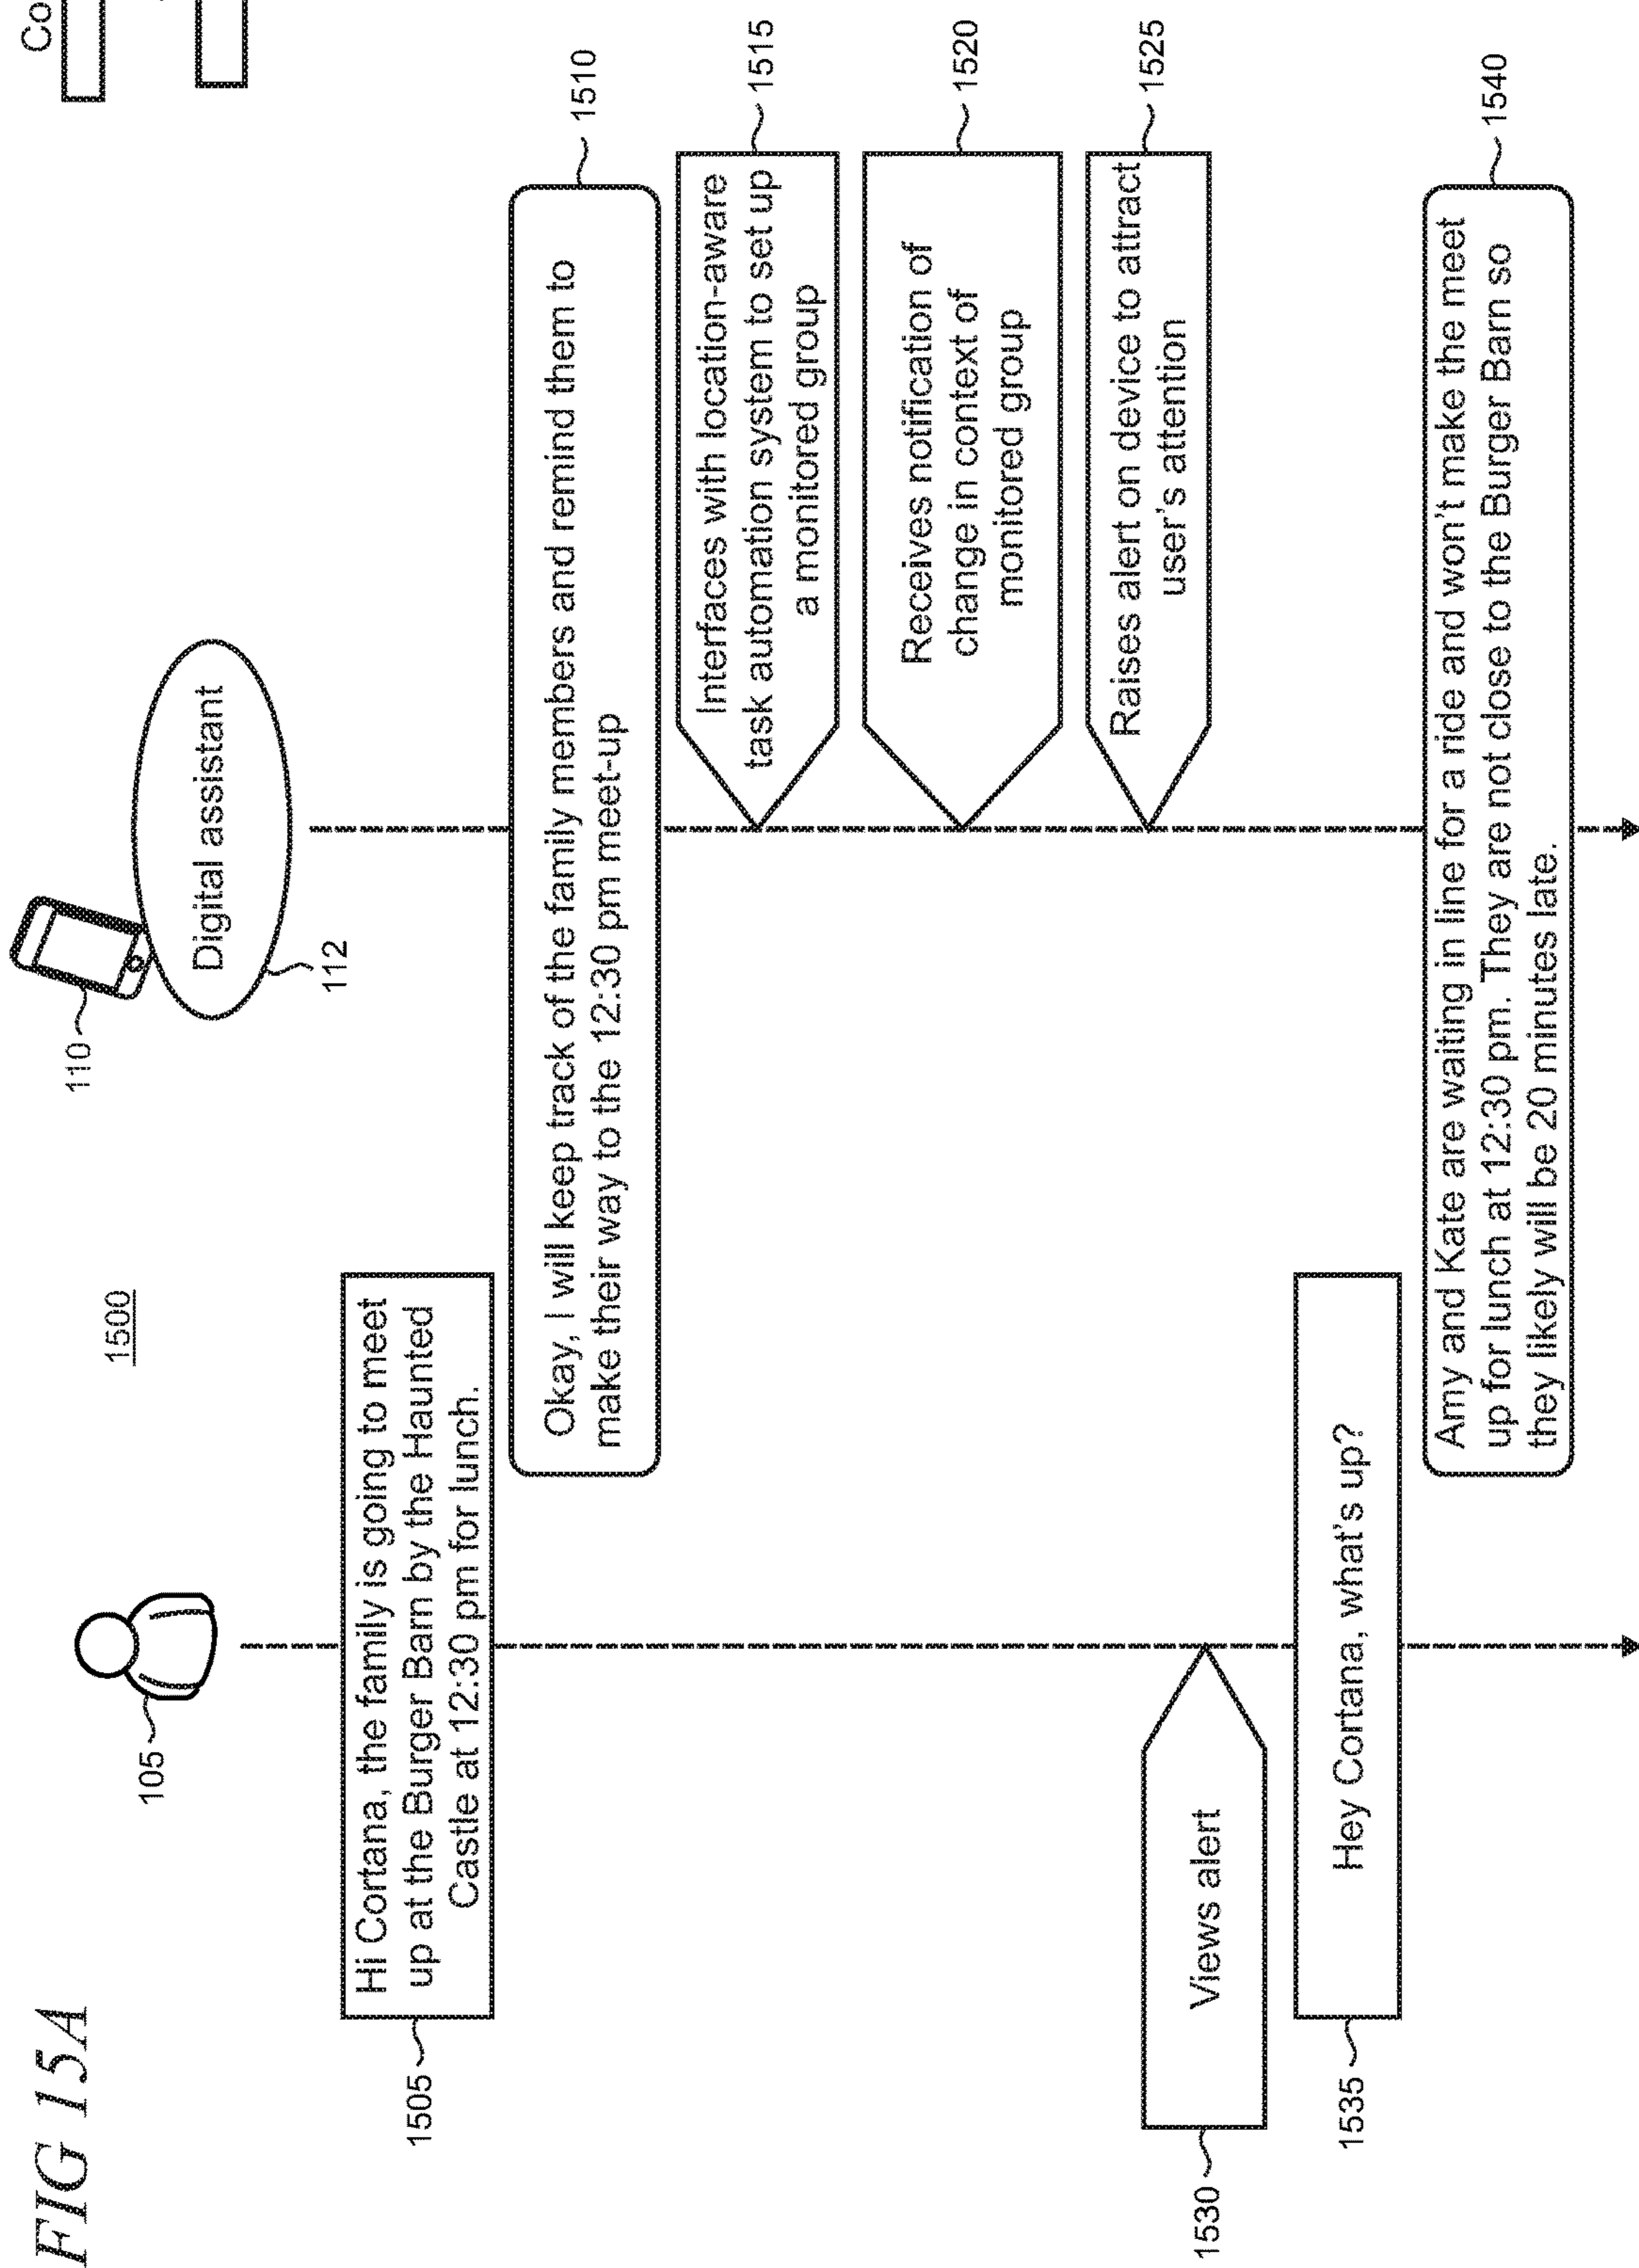 FIG 15A
1500
Co
105
110
Digital assistant
112
1505
Hi Cortana, the family is going to meet
up at the Burger Barn by the Haunted
Castle at 12:30 pm for lunch.
1510
Okay, I will keep track of the family members and remind them to
make their way to the 12:30 pm meet-up
1515
Interfaces with location-aware
task automation system to set up
a monitored group
1520
Receives notification of
change in context of
monitored group
1525
Raises alert on device to attract
user's attention
1530
Views alert
1535
Hey Cortana, what's up?
1540
Amy and Kate are waiting in line for a ride and won't make the meet
up for lunch at 12:30 pm. They are not close to the Burger Barn so
they likely will be 20 minutes late.